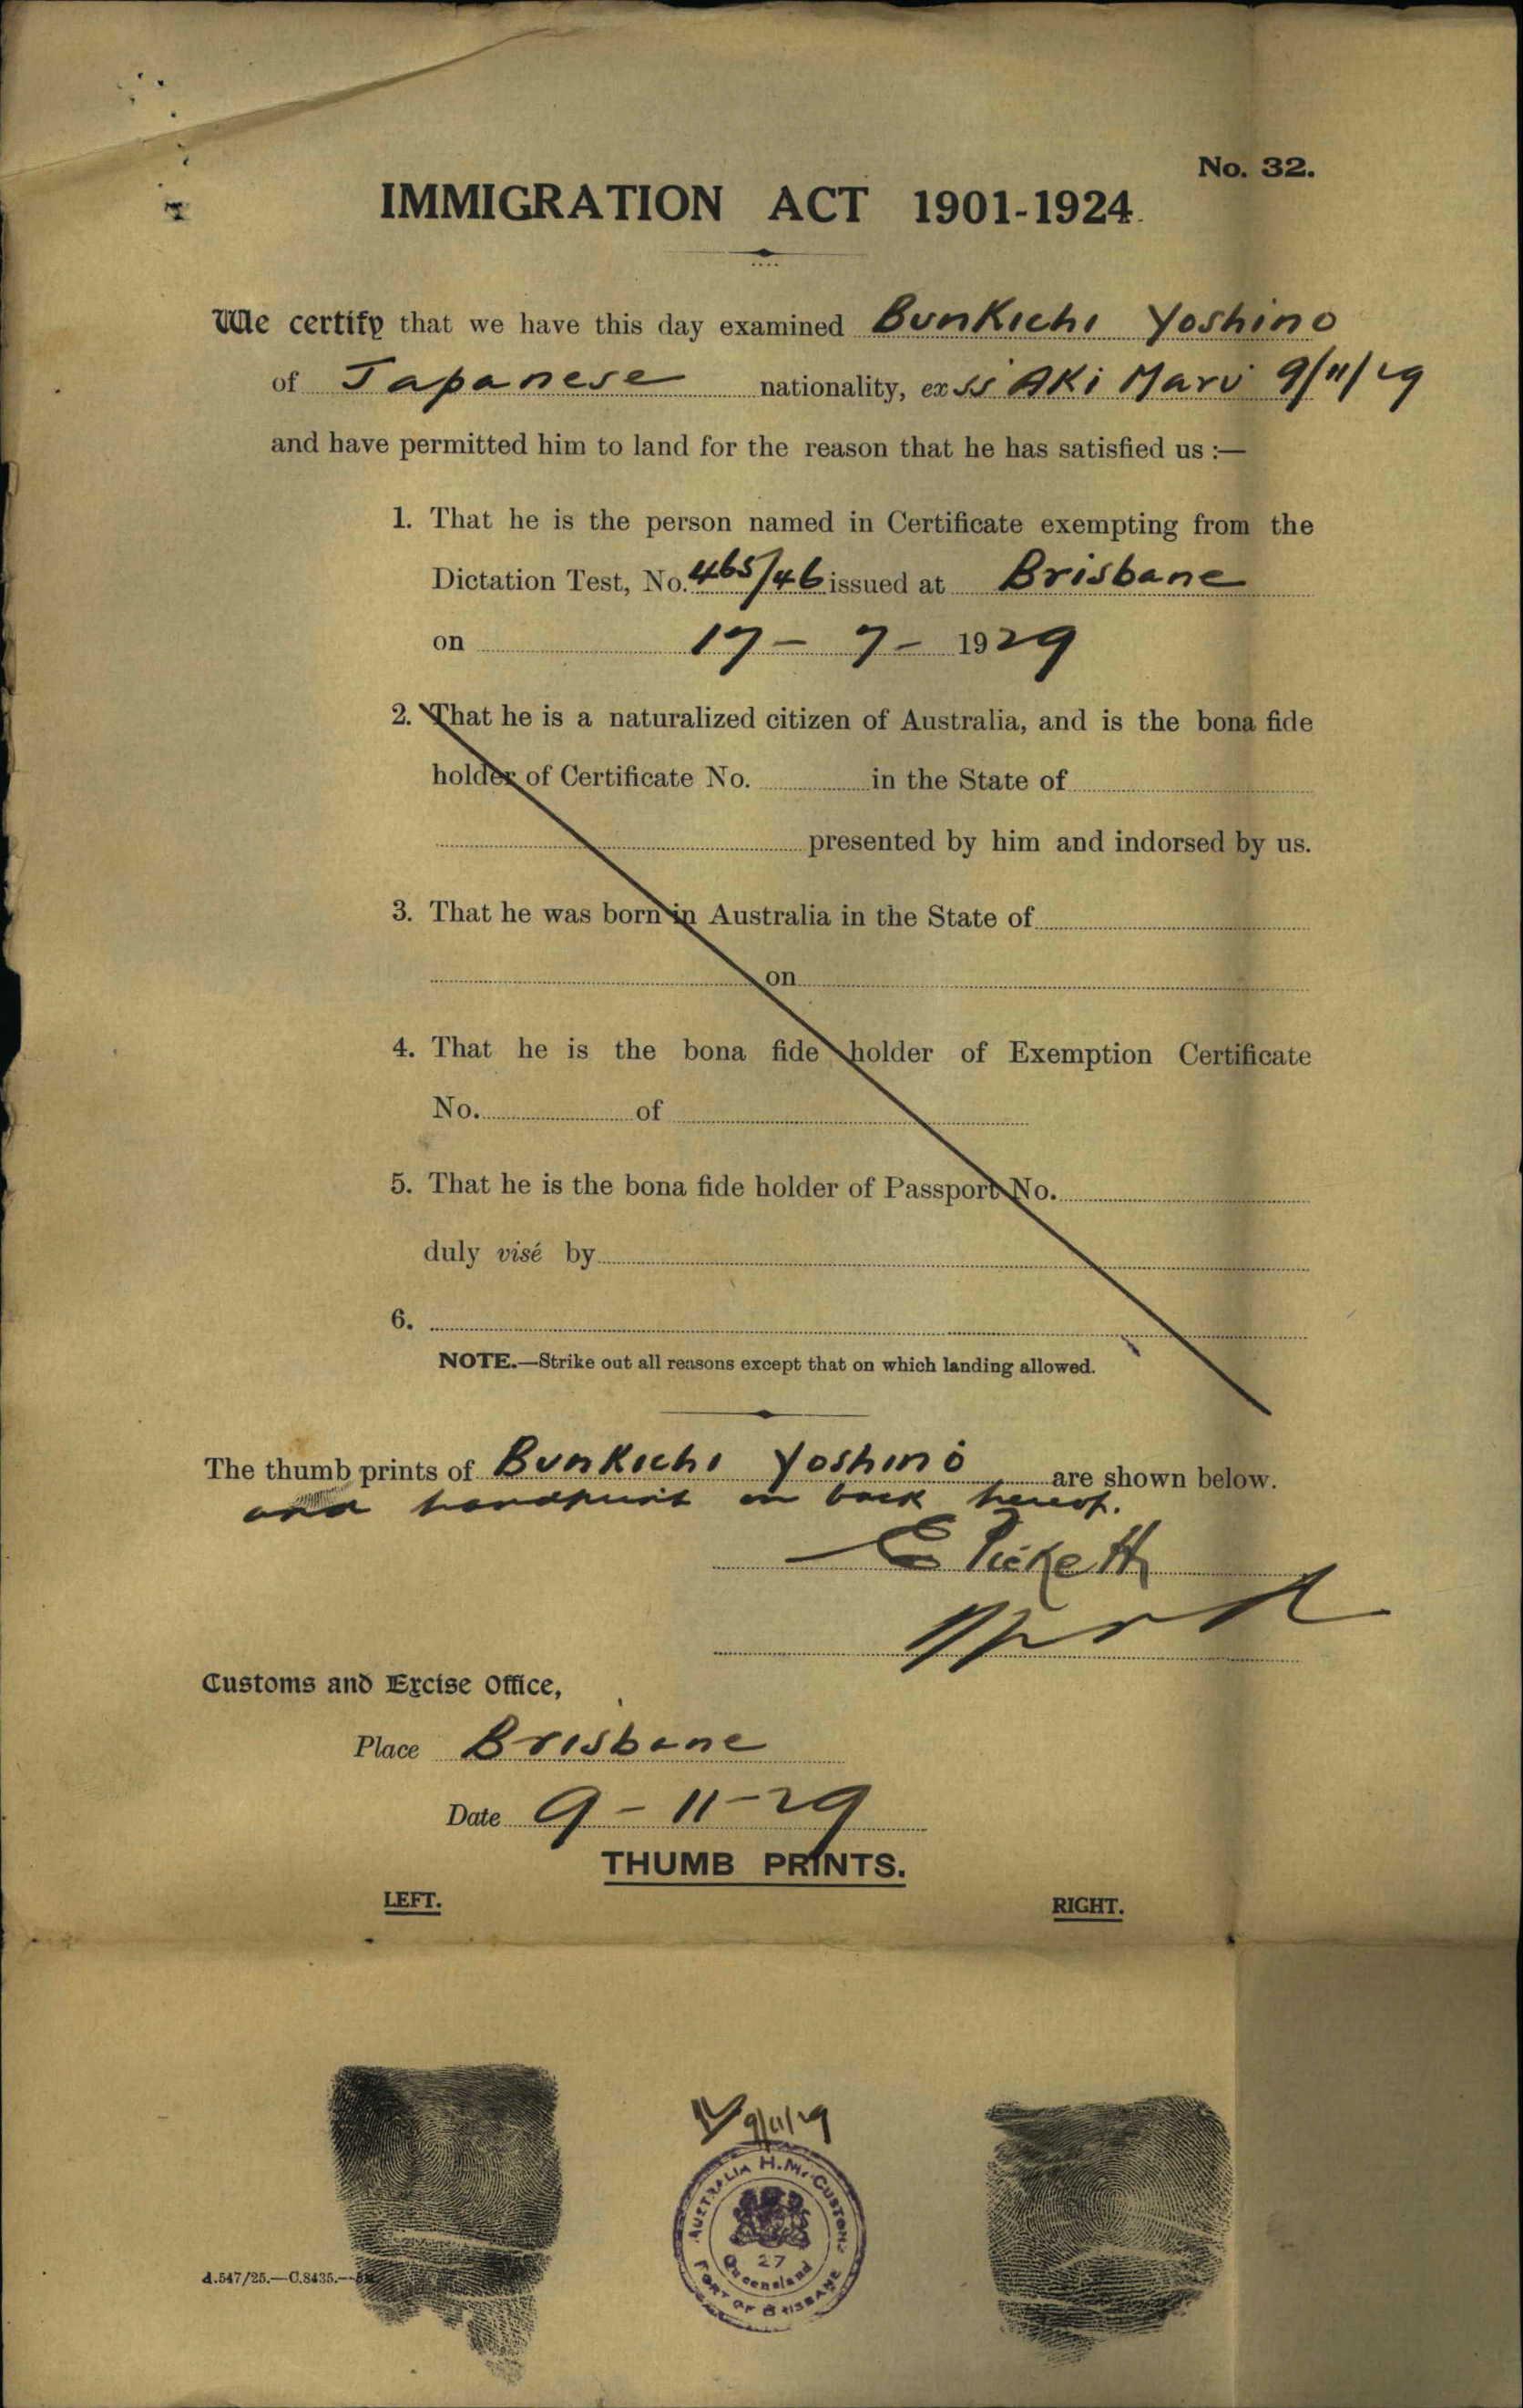 No. 32.
IMMIGRATION ACT 1901-1924.
We certify that we have this day examined Bunkichi Yoshino
of Japanese nationality, ex SS Aki Maru 9/11/29
and have permitted him to land for the reason that he has satisfied us :—
1. That he is the person named in Certificate exempting from the
Dictation Test, No. 465/46 issued at Brisbane
on 17 - 7 - 1929
2. That he is a naturalized citizen of Australia, and is the bona fide
holder of Certificate No. in the State of
presented by him and indorsed by us.
3. That he was born in Australia in the State of
on
4. That he is the bona fide holder of Exemption Certificate
No. of
5. That he is the bona fide holder of Passport No.
duly visé by
6.
NOTE.—Strike out all reasons except that on which landing allowed.
The thumb prints of Bunkichi Yoshino are shown below.
and handprint on back hereof.
E Pickett
Customs and Excise Office,
Place Brisbane
Date 9-11-29
THUMB PRINTS.
LEFT. RIGHT.
9/11/29
AUSTRALIA H.M. CUSTOMS
27
Queensland
PORT OF BRISBANE
A.547/25.—C.8435.—